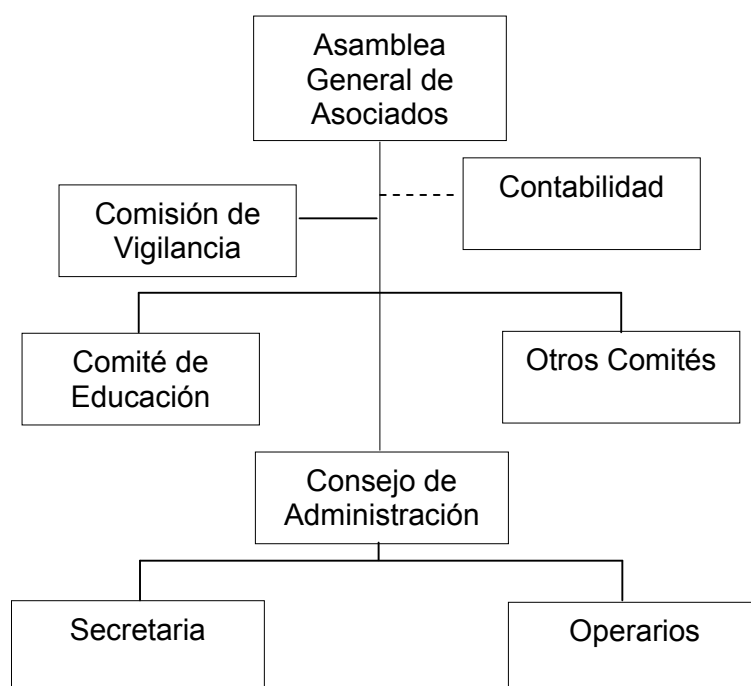 Asamblea
General de
Asociados
Contabilidad
Comisión de
Vigilancia
Comité de
Educación
Otros Comités
Consejo de
Administración
Secretaria
Operarios